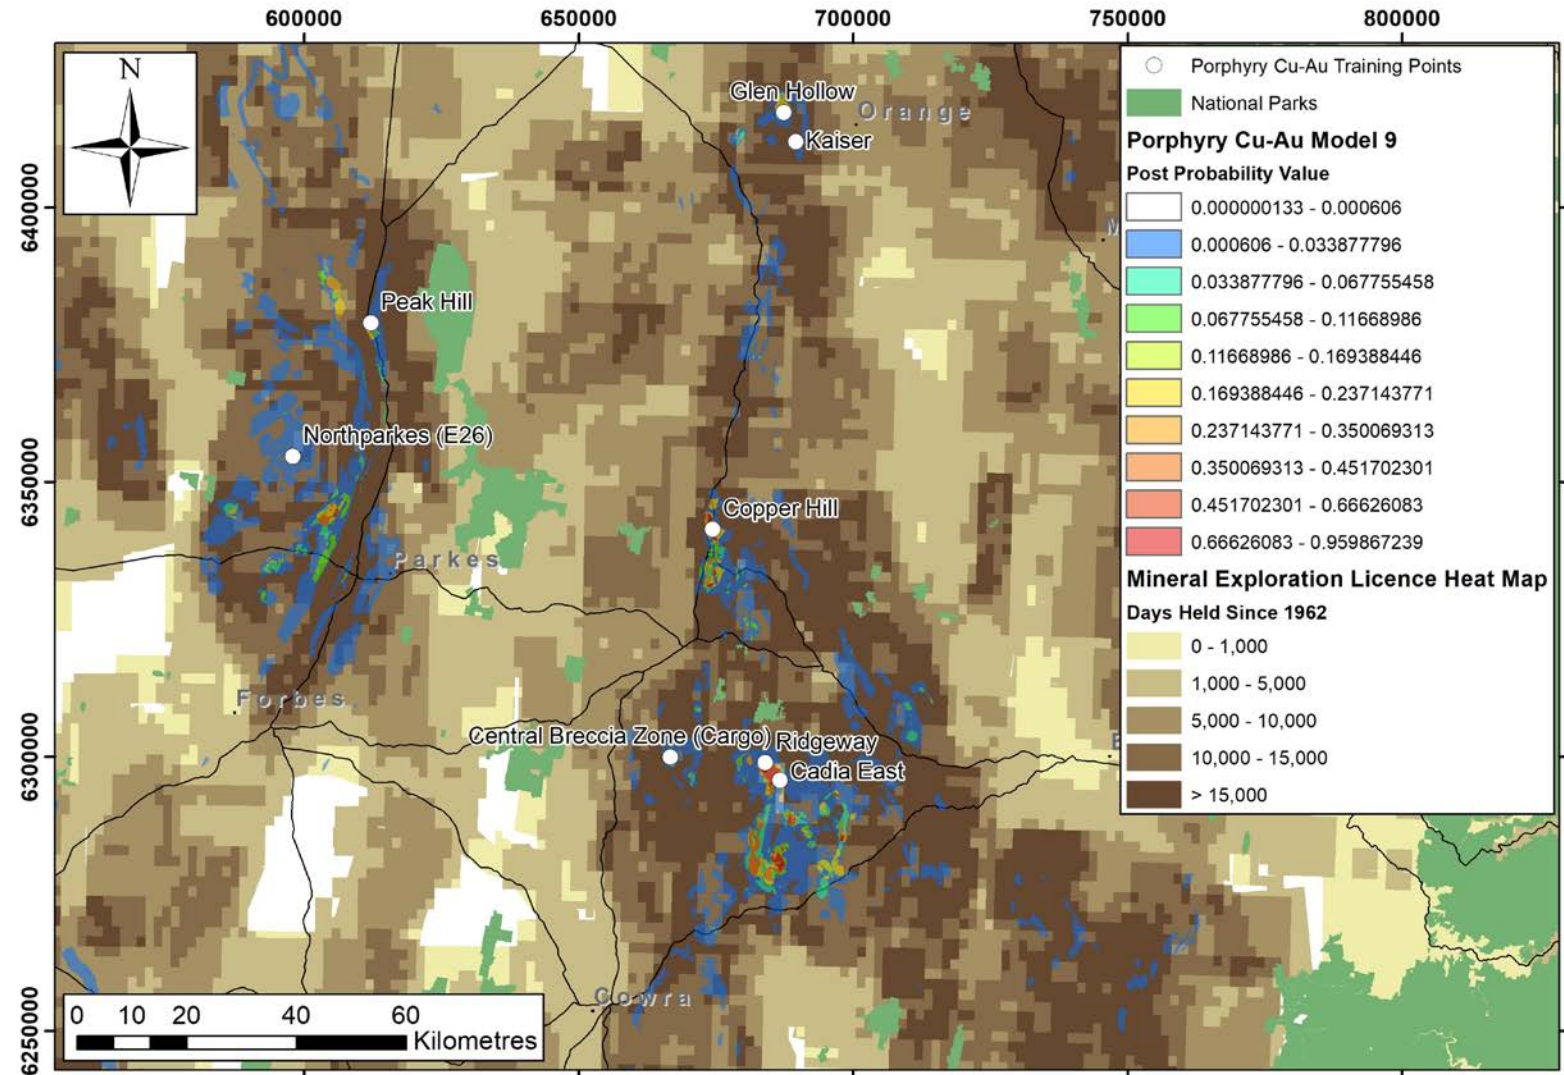 600000
650000
700000
750000
800000
6400000
6350000
6300000
6250000
N
Glen Hollow
Orange
Kaiser
Peak Hill
Northparkes (E26)
Copper Hill
Parkes
Forbes
Central Breccia Zone (Cargo)
Ridgeway
Cadia East
Cowra
M
0 10 20 40 60
Kilometres
Porphyry Cu-Au Training Points
National Parks
Porphyry Cu-Au Model 9
Post Probability Value
0.000000133 - 0.000606
0.000606 - 0.033877796
0.033877796 - 0.067755458
0.067755458 - 0.11668986
0.11668986 - 0.169388446
0.169388446 - 0.237143771
0.237143771 - 0.350069313
0.350069313 - 0.451702301
0.451702301 - 0.66626083
0.66626083 - 0.959867239
Mineral Exploration Licence Heat Map
Days Held Since 1962
0 - 1,000
1,000 - 5,000
5,000 - 10,000
10,000 - 15,000
> 15,000